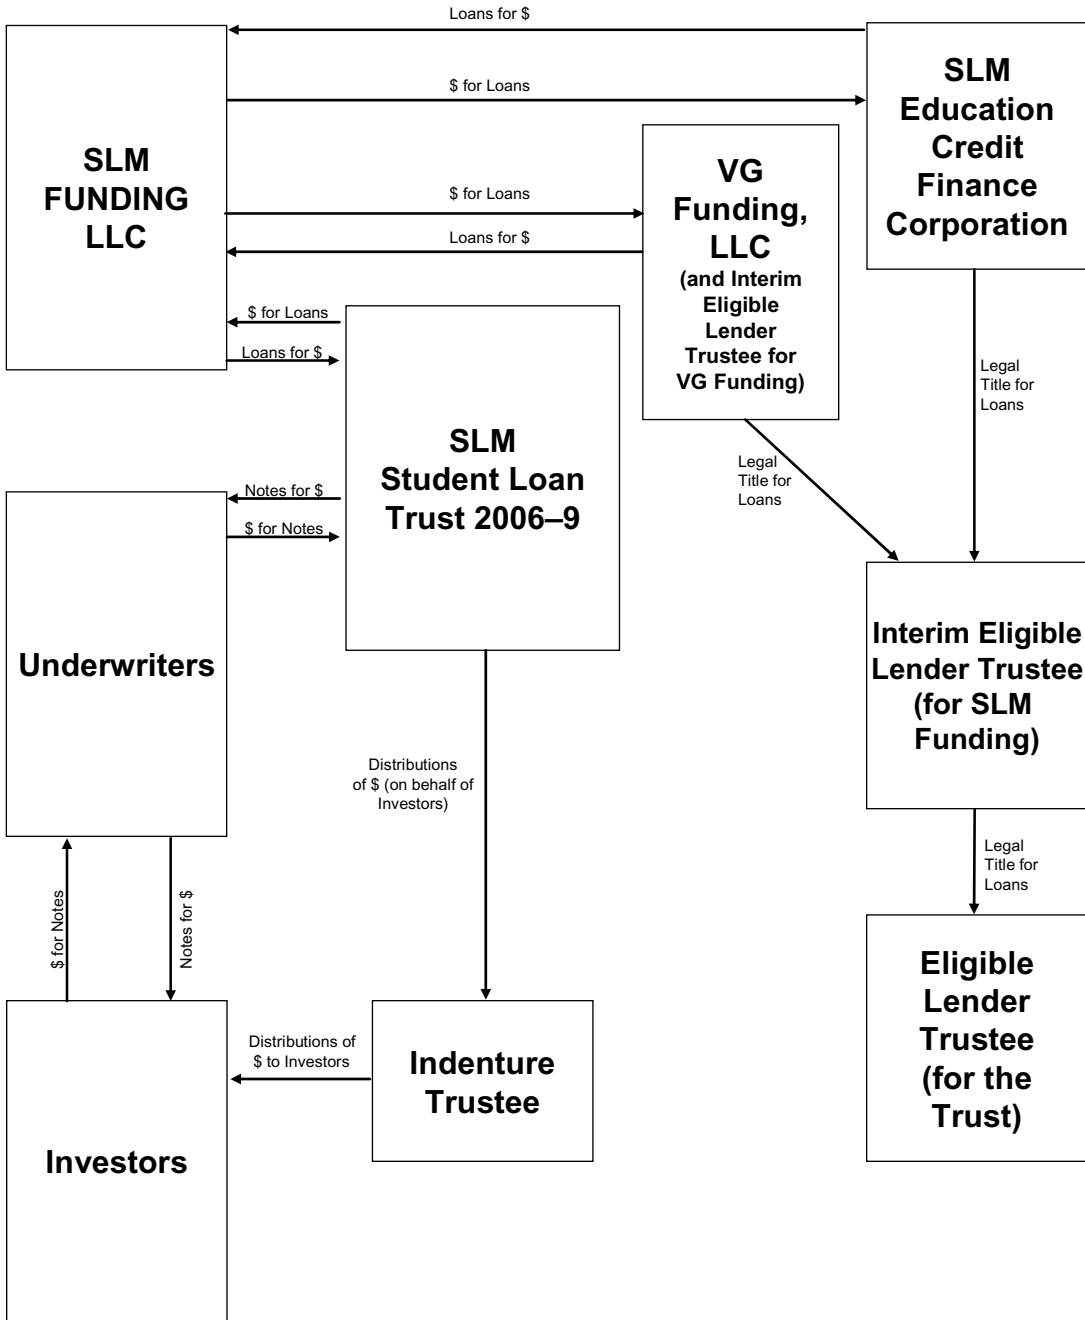 Loans for $
$ for Loans
SLM
FUNDING
LLC
SLM
Education
Credit
Finance
Corporation
VG
Funding,
LLC
(and Interim
Eligible
Lender
Trustee for
VG Funding)
$ for Loans
Loans for $
$ for Loans
Loans for $
SLM
Student Loan
Trust 2006–9
Legal
Title for
Loans
Legal
Title for
Loans
Notes for $
$ for Notes
Underwriters
Interim Eligible
Lender Trustee
(for SLM
Funding)
Distributions
of $ (on behalf of
Investors)
Legal
Title for
Loans
$ for Notes
Notes for $
Eligible
Lender
Trustee
(for the
Trust)
Distributions of
$ to Investors
Indenture
Trustee
Investors